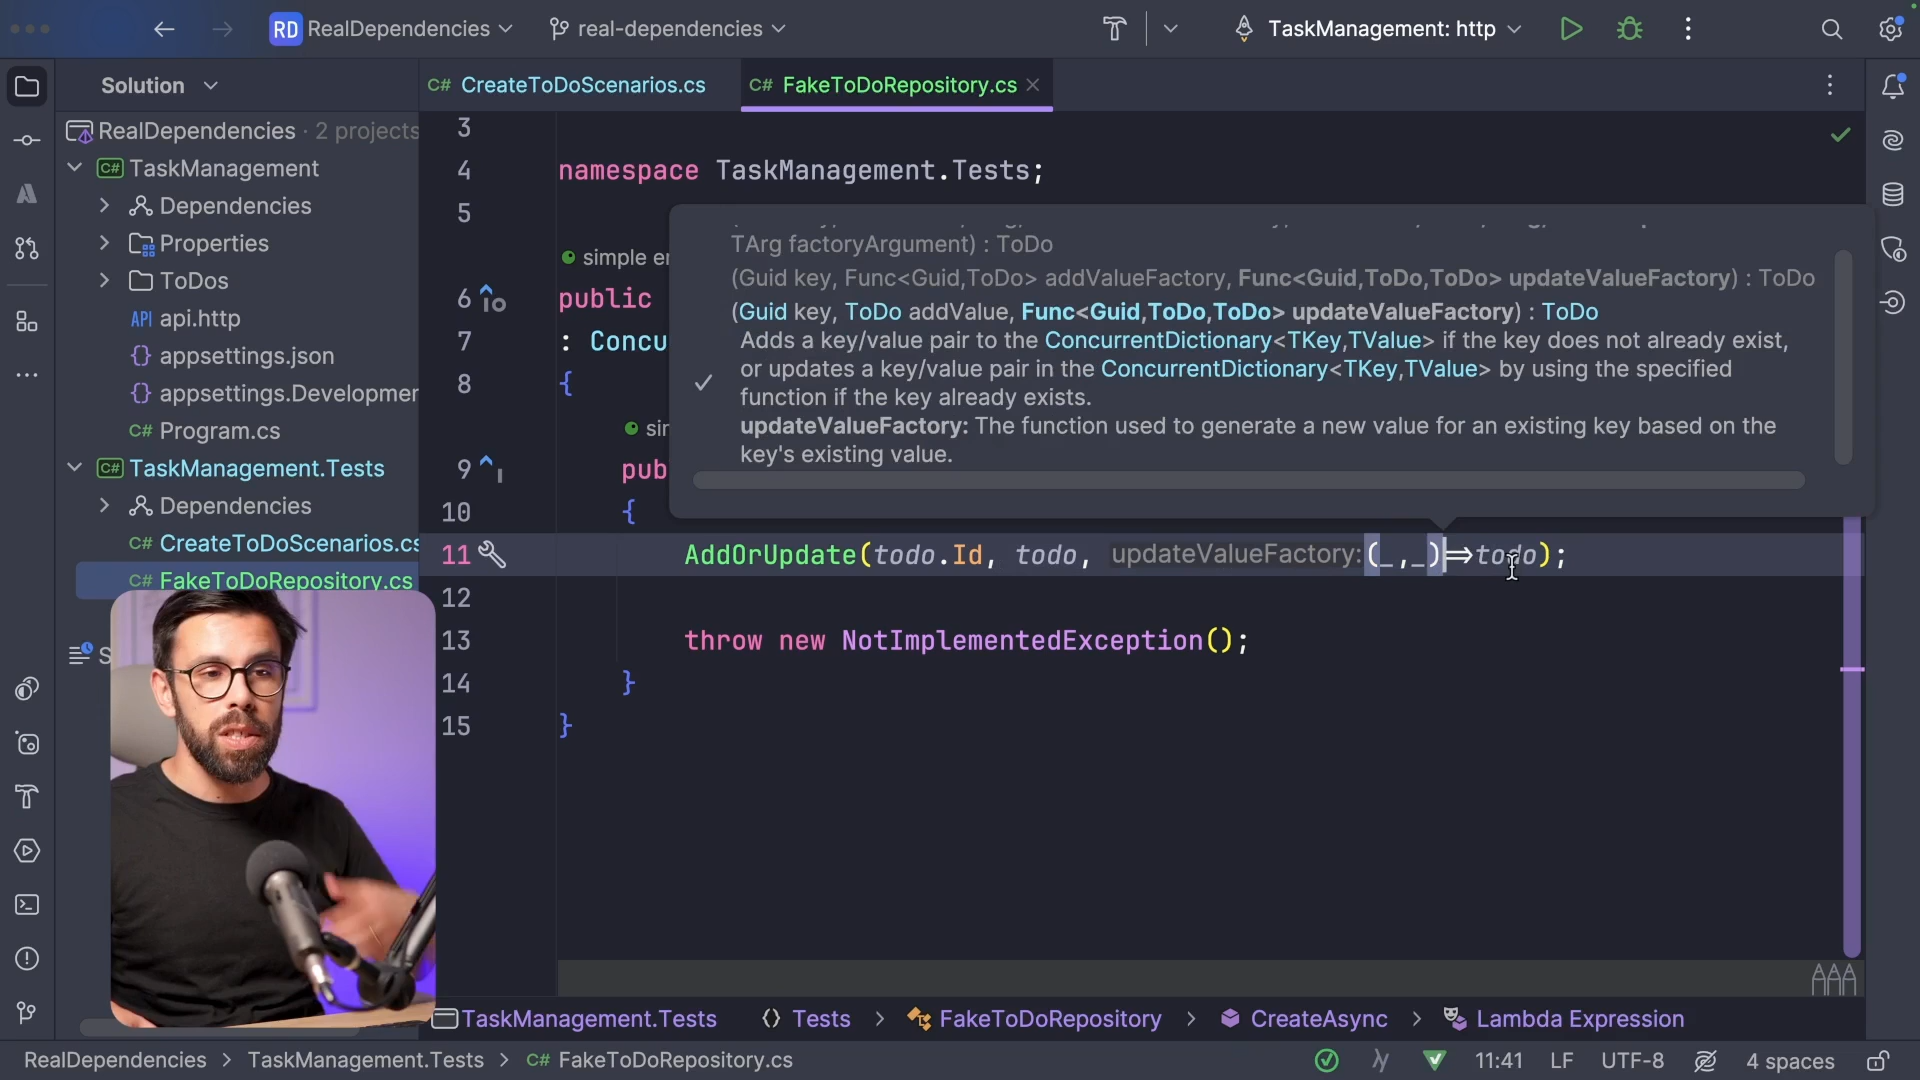 RD RealDependencies
real-dependencies
TaskManagement: http
Solution
C# CreateToDoScenarios.cs
C# FakeToDoRepository.cs
RealDependencies · 2 projects
C# TaskManagement
Dependencies
Properties
ToDos
API api.http
{} appsettings.json
{} appsettings.Developmen
C# Program.cs
C# TaskManagement.Tests
Dependencies
C# CreateToDoScenarios.cs
C# FakeToDoRepository.cs
S
3
4 namespace TaskManagement.Tests;
5
simple en
6 public
7 : Concu
8 {
sin
9 pub
10 {
11 AddOrUpdate(todo.Id, todo, updateValueFactory:(_,_)=>todo);
12
13 throw new NotImplementedException();
14 }
15 }
TArg factoryArgument) : ToDo
(Guid key, Func<Guid,ToDo> addValueFactory, Func<Guid,ToDo,ToDo> updateValueFactory) : ToDo
(Guid key, ToDo addValue, Func<Guid,ToDo,ToDo> updateValueFactory) : ToDo
Adds a key/value pair to the ConcurrentDictionary<TKey,TValue> if the key does not already exist,
or updates a key/value pair in the ConcurrentDictionary<TKey,TValue> by using the specified
function if the key already exists.
updateValueFactory: The function used to generate a new value for an existing key based on the
key's existing value.
TaskManagement.Tests
Tests > FakeToDoRepository > CreateAsync > Lambda Expression
RealDependencies > TaskManagement.Tests > C# FakeToDoRepository.cs
11:41 LF UTF-8 4 spaces